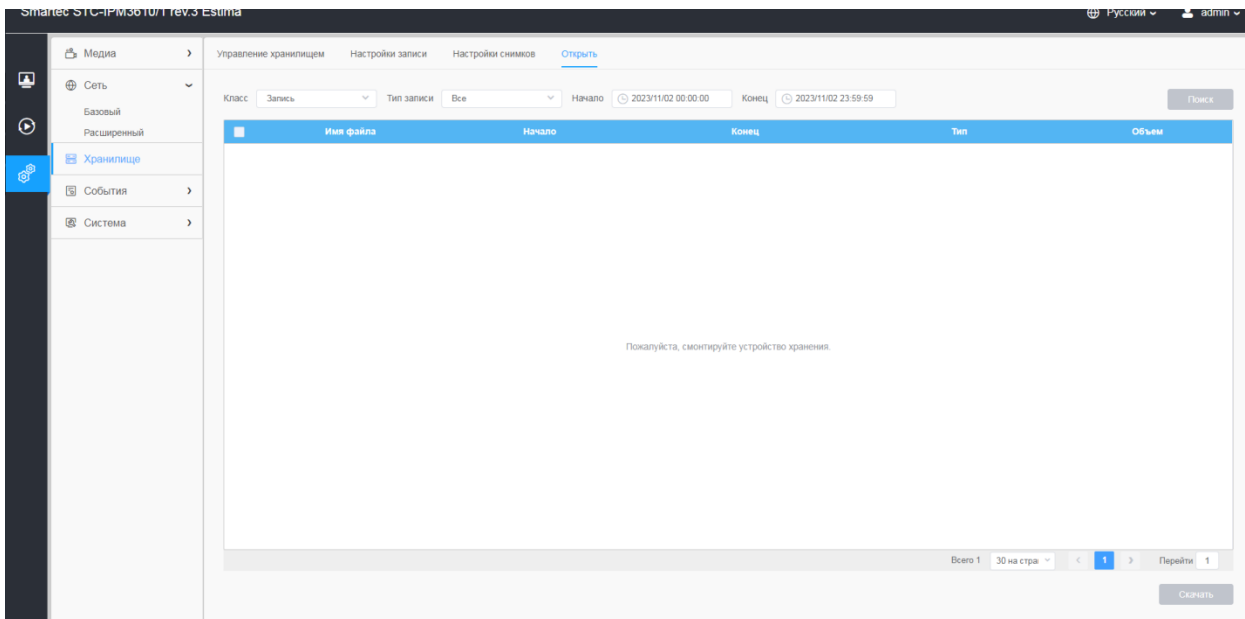 Smartec STC-IPM3610/1 rev.3 Estima
Русский
admin
Медиа
Сеть
Базовый
Расширенный
Хранилище
События
Система
Управление хранилищем Настройки записи Настройки снимков Открыть
Класс Запись Тип записи Все Начало 2023/11/02 00:00:00 Конец 2023/11/02 23:59:59 Поиск
Имя файла Начало Конец Тип Объем
Пожалуйста, смонтируйте устройство хранения.
Всего 1 30 на стра < 1 > Перейти 1
Скачать